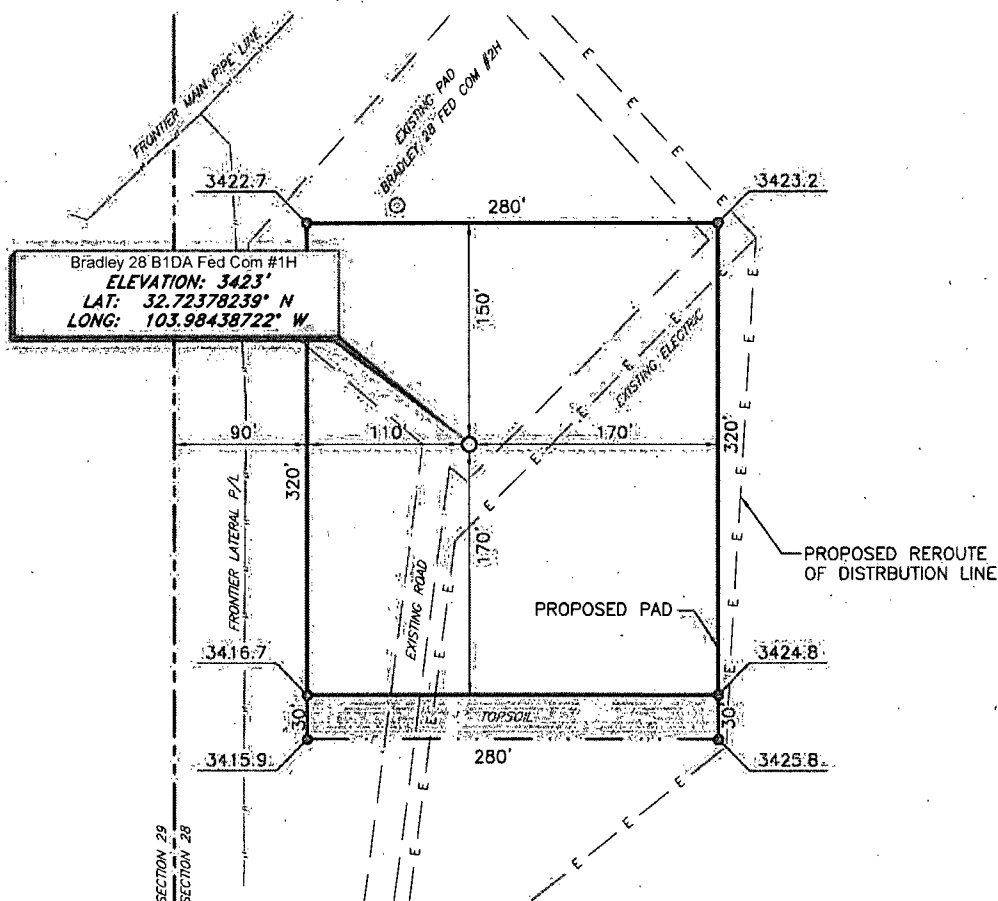 FRONTIER MAIN PIPE LINE
EXISTING PAD
BRADLEY 28 FED COM #2H
3422.7
280'
3423.2
Bradley 28 B1DA Fed Com #1H
ELEVATION: 3423'
LAT: 32.72378239° N
LONG: 103.98438722° W
150'
E
E
E
E
E
E
E
EXISTING ELECTRIC
E
E
90'
110'
170'
320'
320'
E
E
E
E
FRONTIER LATERAL P/L
170'
EXISTING ROAD
PROPOSED REROUTE
OF DISTRBUTION LINE
E
E
E
PROPOSED PAD
3416.7
3424.8
E
E
30'
TOPSOIL
30'
3415.9
280'
3425.8
E
E
E
E
E
SECTION 29
SECTION 28